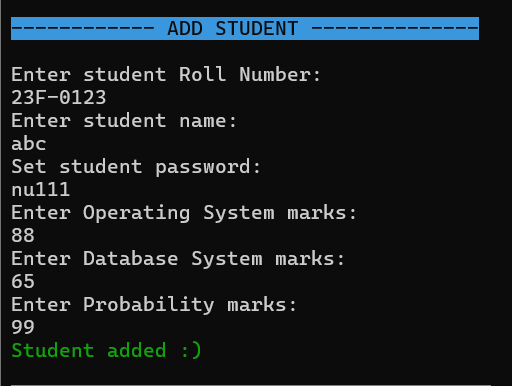 ------------ ADD STUDENT --------------
Enter student Roll Number:
23F-0123
Enter student name:
abc
Set student password:
nu111
Enter Operating System marks:
88
Enter Database System marks:
65
Enter Probability marks:
99
Student added :)